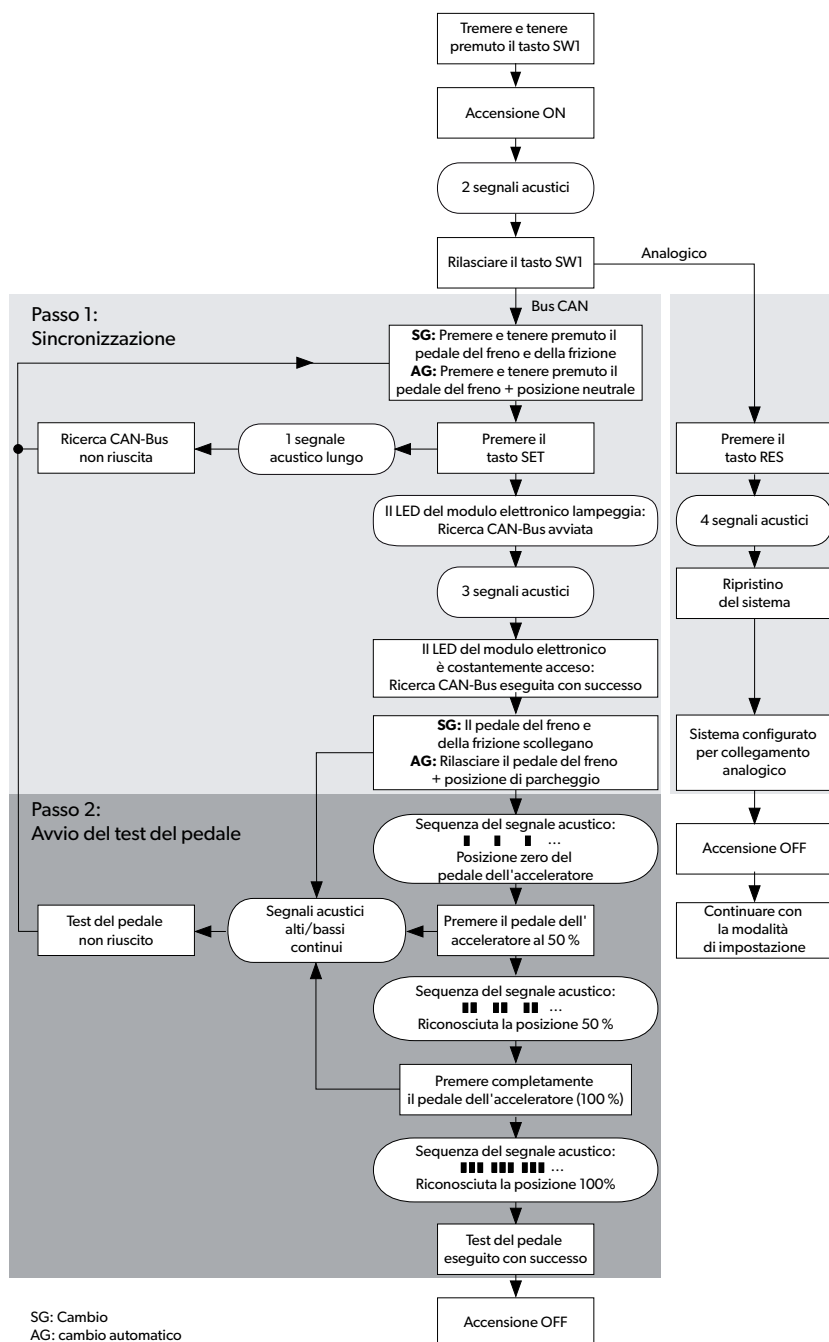 Tremere e tenere
premuto il tasto SW1
Accensione ON
2 segnali acustici
Rilasciare il tasto SW1
Analogico
Bus CAN
Passo 1:
Sincronizzazione
SG: Premere e tenere premuto il
pedale del freno e della frizione
AG: Premere e tenere premuto il
pedale del freno + posizione neutrale
Ricerca CAN-Bus
non riuscita
1 segnale
acustico lungo
Premere il
tasto SET
Il LED del modulo elettronico lampeggia:
Ricerca CAN-Bus avviata
3 segnali acustici
Il LED del modulo elettronico
è costantemente acceso:
Ricerca CAN-Bus eseguita con successo
SG: Il pedale del freno e
della frizione scollegano
AG: Rilasciare il pedale del freno
+ posizione di parcheggio
Premere il
tasto RES
4 segnali acustici
Ripristino
del sistema
Sistema configurato
per collegamento
analogico
Accensione OFF
Continuare con
la modalità
di impostazione
Passo 2:
Avvio del test del pedale
Sequenza del segnale acustico:
...
Posizione zero del
pedale dell'acceleratore
Test del pedale
non riuscito
Segnali acustici
alti/bassi
continui
Premere il pedale dell'
acceleratore al 50 %
Sequenza del segnale acustico:
...
Riconosciuta la posizione 50 %
Premere completamente
il pedale dell'acceleratore (100 %)
Sequenza del segnale acustico:
...
Riconosciuta la posizione 100%
Test del pedale
eseguito con successo
Accensione OFF
SG: Cambio
AG: cambio automatico